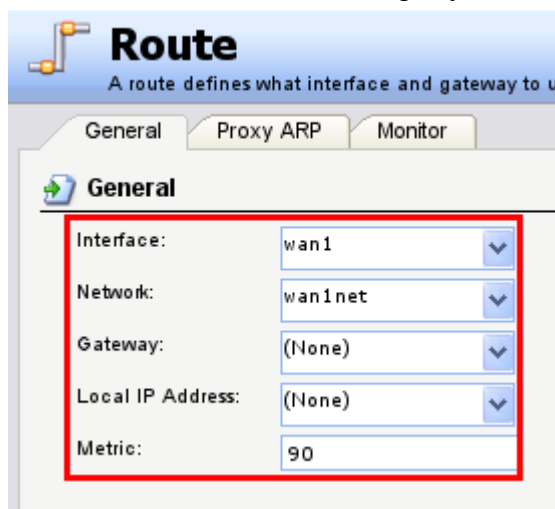 Route
A route defines what interface and gateway to
General Proxy ARP Monitor
General
Interface: wan1
Network: wan1net
Gateway: (None)
Local IP Address: (None)
Metric: 90